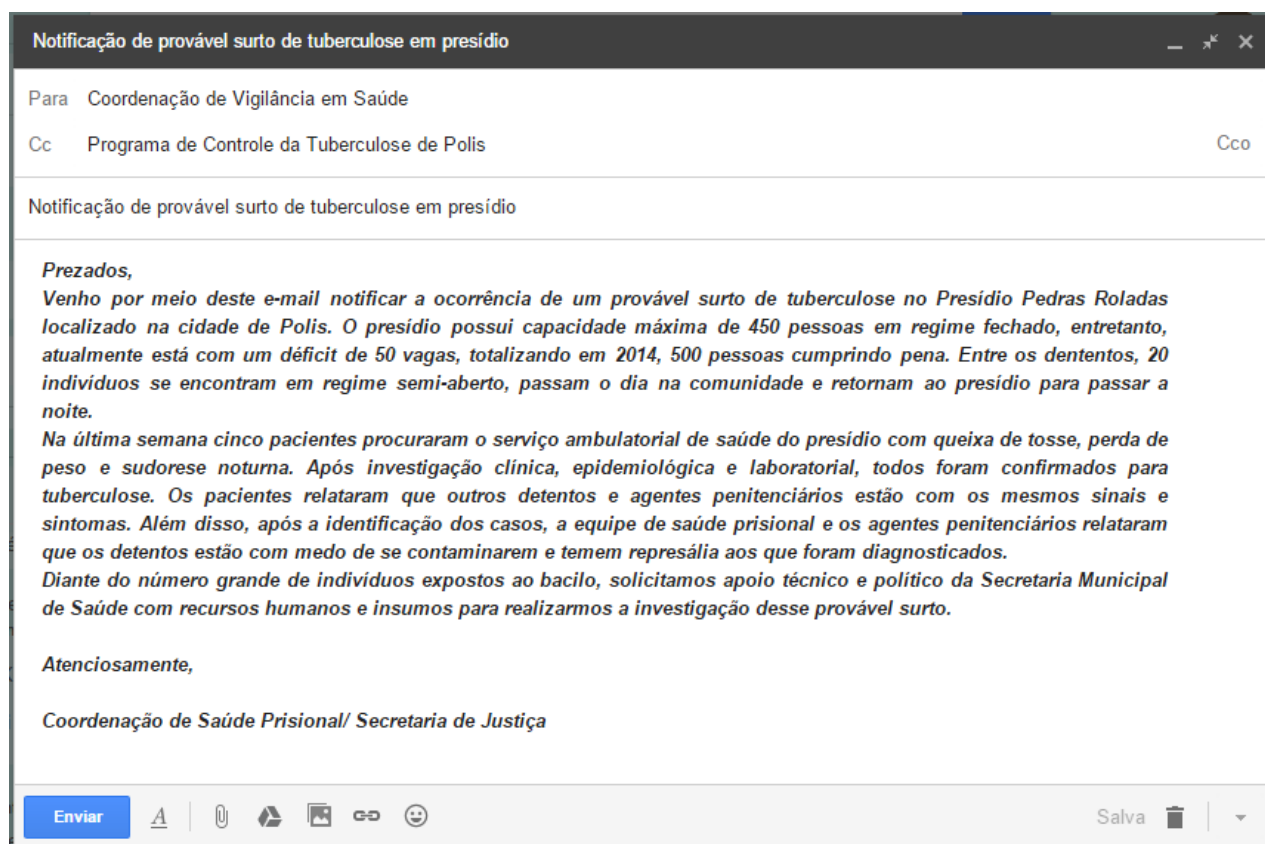 Notificação de provável surto de tuberculose em presídio
Para Coordenação de Vigilância em Saúde
Cc Programa de Controle da Tuberculose de Polis Cco
Notificação de provável surto de tuberculose em presídio
Prezados,
Venho por meio deste e-mail notificar a ocorrência de um provável surto de tuberculose no Presídio Pedras Roladas
localizado na cidade de Polis. O presídio possui capacidade máxima de 450 pessoas em regime fechado, entretanto,
atualmente está com um déficit de 50 vagas, totalizando em 2014, 500 pessoas cumprindo pena. Entre os dententos, 20
indivíduos se encontram em regime semi-aberto, passam o dia na comunidade e retornam ao presídio para passar a
noite.
Na última semana cinco pacientes procuraram o serviço ambulatorial de saúde do presídio com queixa de tosse, perda de
peso e sudorese noturna. Após investigação clínica, epidemiológica e laboratorial, todos foram confirmados para
tuberculose. Os pacientes relataram que outros detentos e agentes penitenciários estão com os mesmos sinais e
sintomas. Além disso, após a identificação dos casos, a equipe de saúde prisional e os agentes penitenciários relataram
que os detentos estão com medo de se contaminarem e temem represália aos que foram diagnosticados.
Diante do número grande de indivíduos expostos ao bacilo, solicitamos apoio técnico e político da Secretaria Municipal
de Saúde com recursos humanos e insumos para realizarmos a investigação desse provável surto.
Atenciosamente,
Coordenação de Saúde Prisional/ Secretaria de Justiça
Enviar A Salva